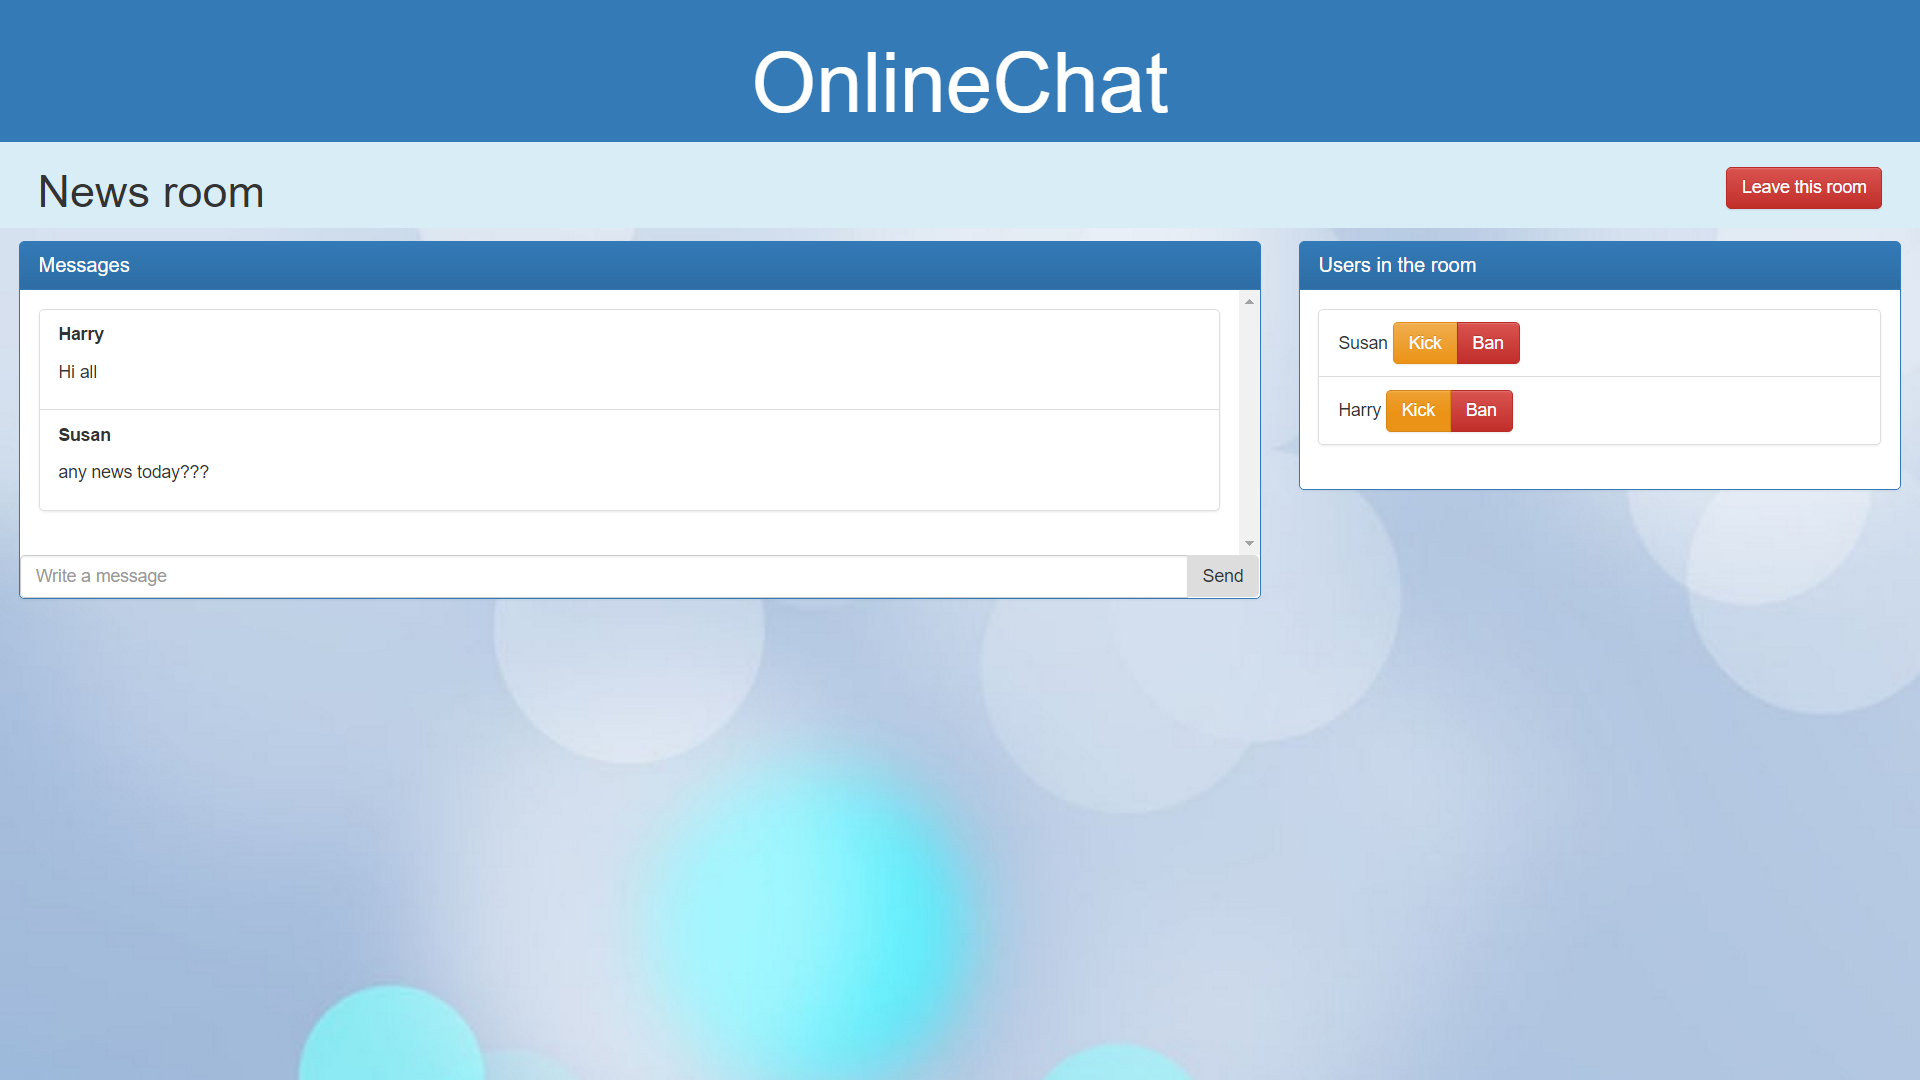 OnlineChat
News room
Leave this room
Messages
Harry
Hi all
Susan
any news today???
Write a message
Send
Users in the room
Susan Kick Ban
Harry Kick Ban